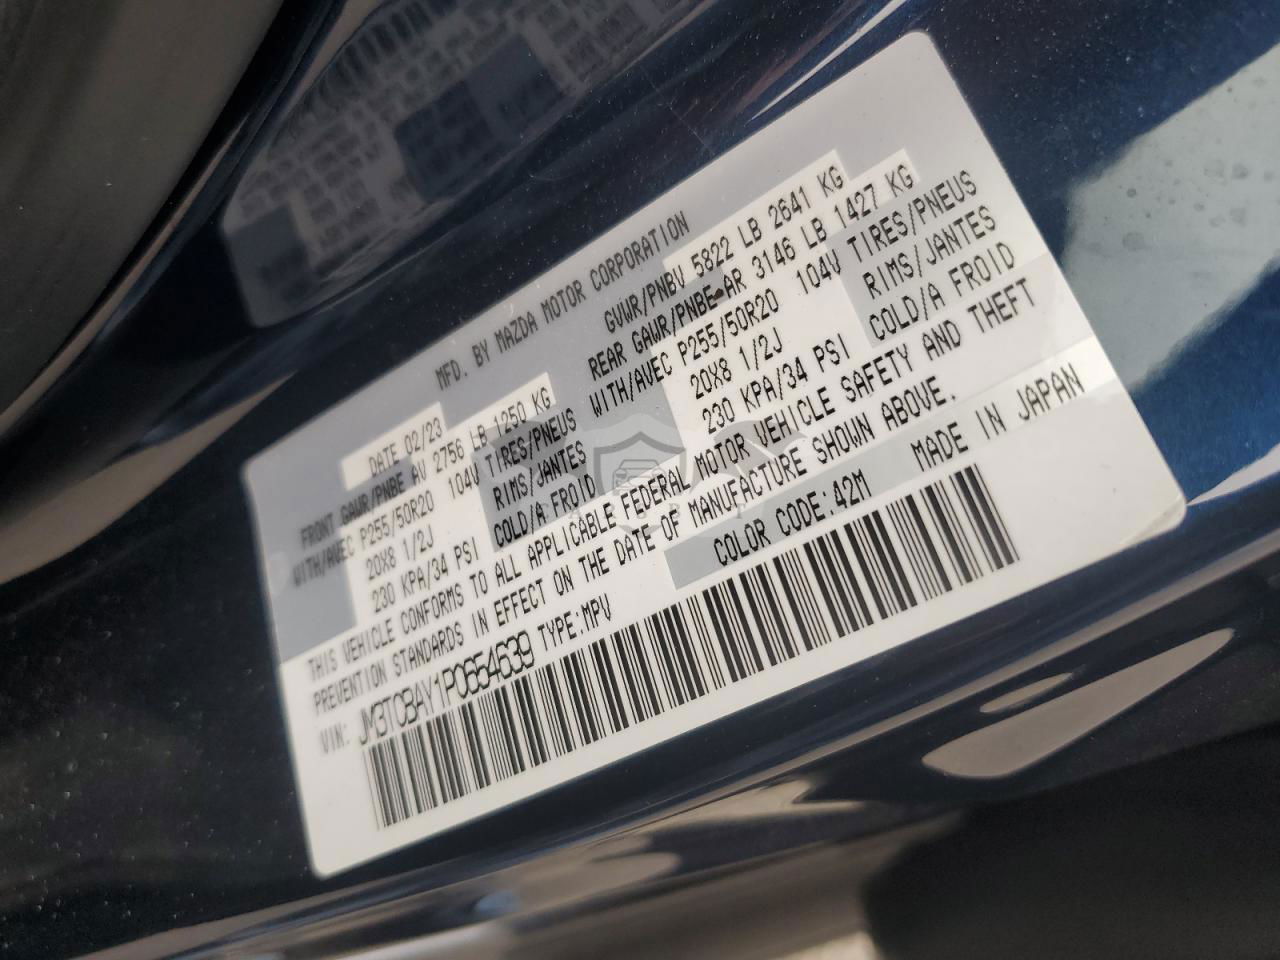 MFD. BY MAZDA MOTOR CORPORATION
DATE 02/23 GVWR/PNBV 5822 LB 2641 KG
FRONT GAWR/PNBE AV 2756 LB 1250 KG REAR GAWR/PNBE AR 3146 LB 1427 KG
WITH/AVEC P255/50R20 104V TIRES/PNEUS WITH/AVEC P255/50R20 104V TIRES/PNEUS
20X8 1/2J RIMS/JANTES 20X8 1/2J RIMS/JANTES
230 KPA/34 PSI COLD/A FROID 230 KPA/34 PSI COLD/A FROID
THIS VEHICLE CONFORMS TO ALL APPLICABLE FEDERAL MOTOR VEHICLE SAFETY AND THEFT
PREVENTION STANDARDS IN EFFECT ON THE DATE OF MANUFACTURE SHOWN ABOVE.
VIN: JM3TCBAY1P0654639 TYPE:MPV COLOR CODE:42M MADE IN JAPAN